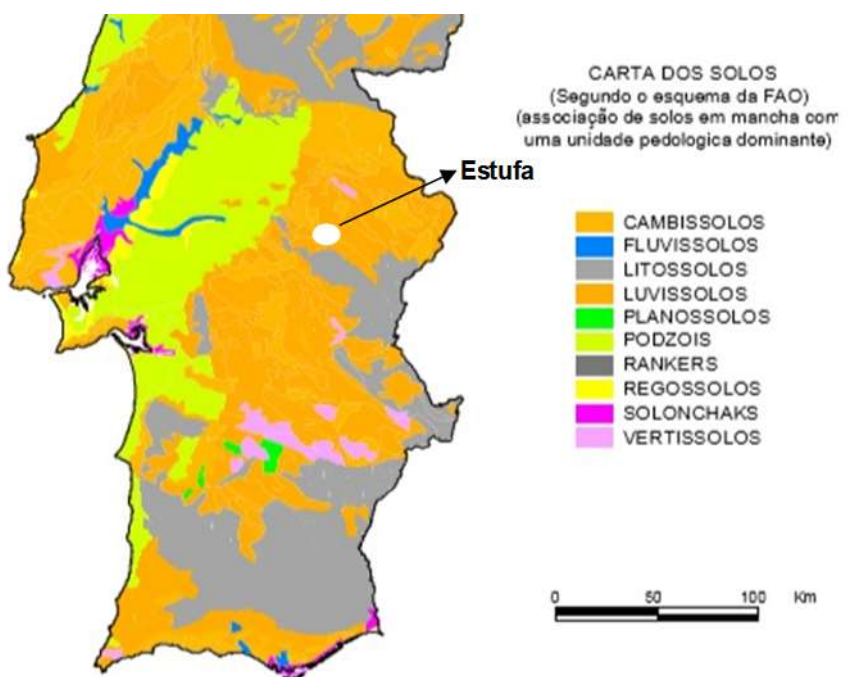 CARTA DOS SOLOS
(Segundo o esquema da FAO)
(associação de solos em mancha com
uma unidade pedologica dominante)
Estufa
CAMBISSOLOS
FLUVISSOLOS
LITOSSOLOS
LUVISSOLOS
PLANOSSOLOS
PODZOIS
RANKERS
REGOSSOLOS
SOLONCHAKS
VERTISSOLOS
0 50 100 Km